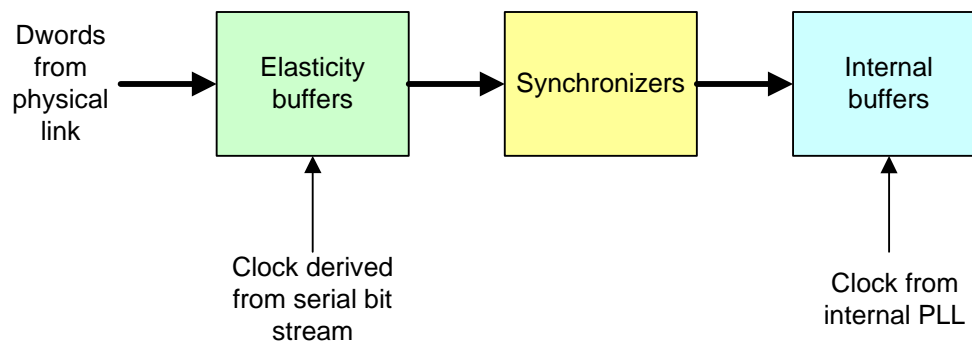 Dwords
from
physical
link
Elasticity
buffers
Synchronizers
Internal
buffers
Clock derived
from serial bit
stream
Clock from
internal PLL